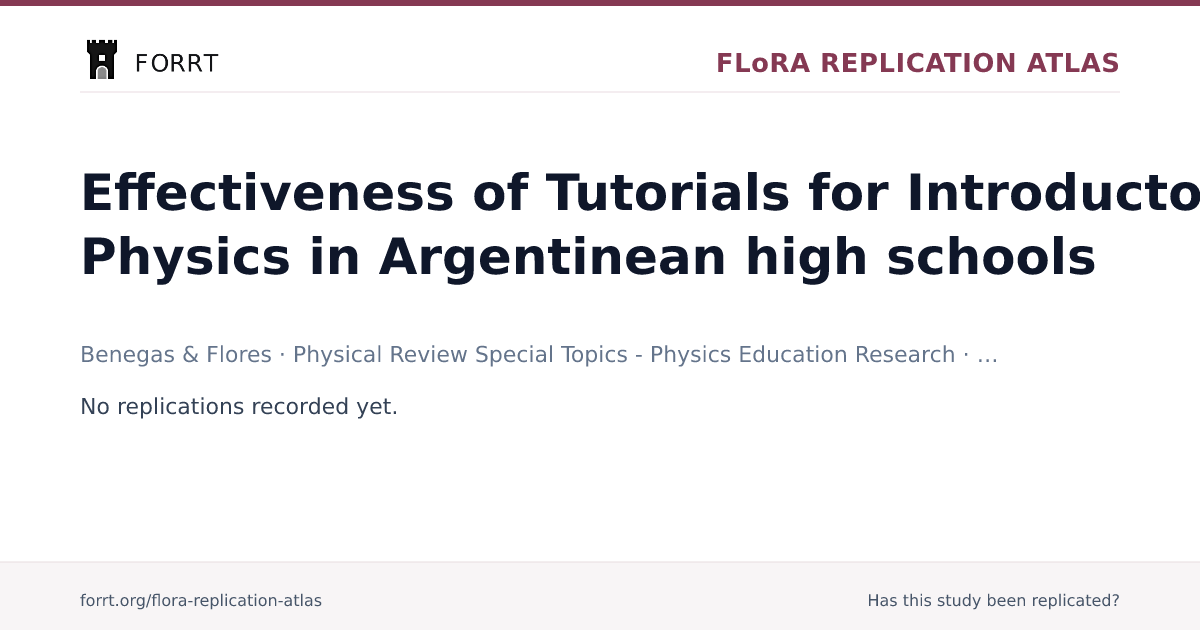 FORRT
FLoRA REPLICATION ATLAS
Effectiveness of Tutorials for Introducto
Physics in Argentinean high schools
Benegas & Flores · Physical Review Special Topics - Physics Education Research · …
No replications recorded yet.
forrt.org/flora-replication-atlas
Has this study been replicated?